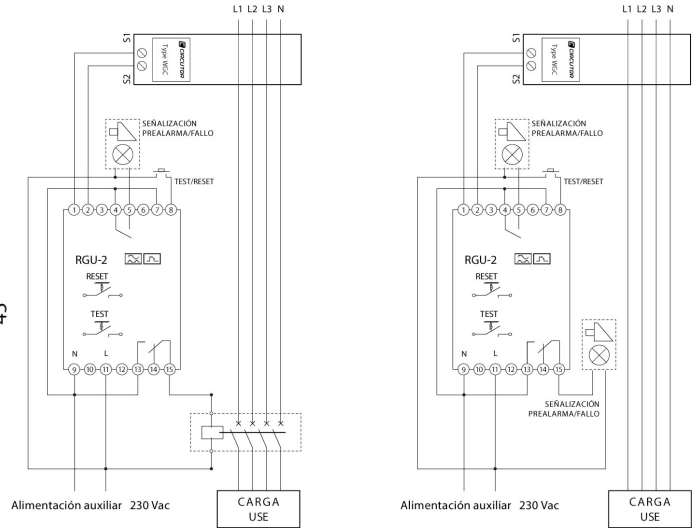 L1 L2 L3 N
S1
S2
CIRCUTOR
Type WGC
SEÑALIZACIÓN
PREALARMA/FALLO
TEST/RESET
1 2 3 4 5 6 7 8
RGU-2
RESET
TEST
N L
9 10 11 12 13 14 15
Alimentación auxiliar 230 Vac
CARGA
USE
45
L1 L2 L3 N
S1
S2
CIRCUTOR
Type WGC
SEÑALIZACIÓN
PREALARMA/FALLO
TEST/RESET
1 2 3 4 5 6 7 8
RGU-2
RESET
TEST
N L
9 10 11 12 13 14 15
SEÑALIZACIÓN
PREALARMA/FALLO
Alimentación auxiliar 230 Vac
CARGA
USE